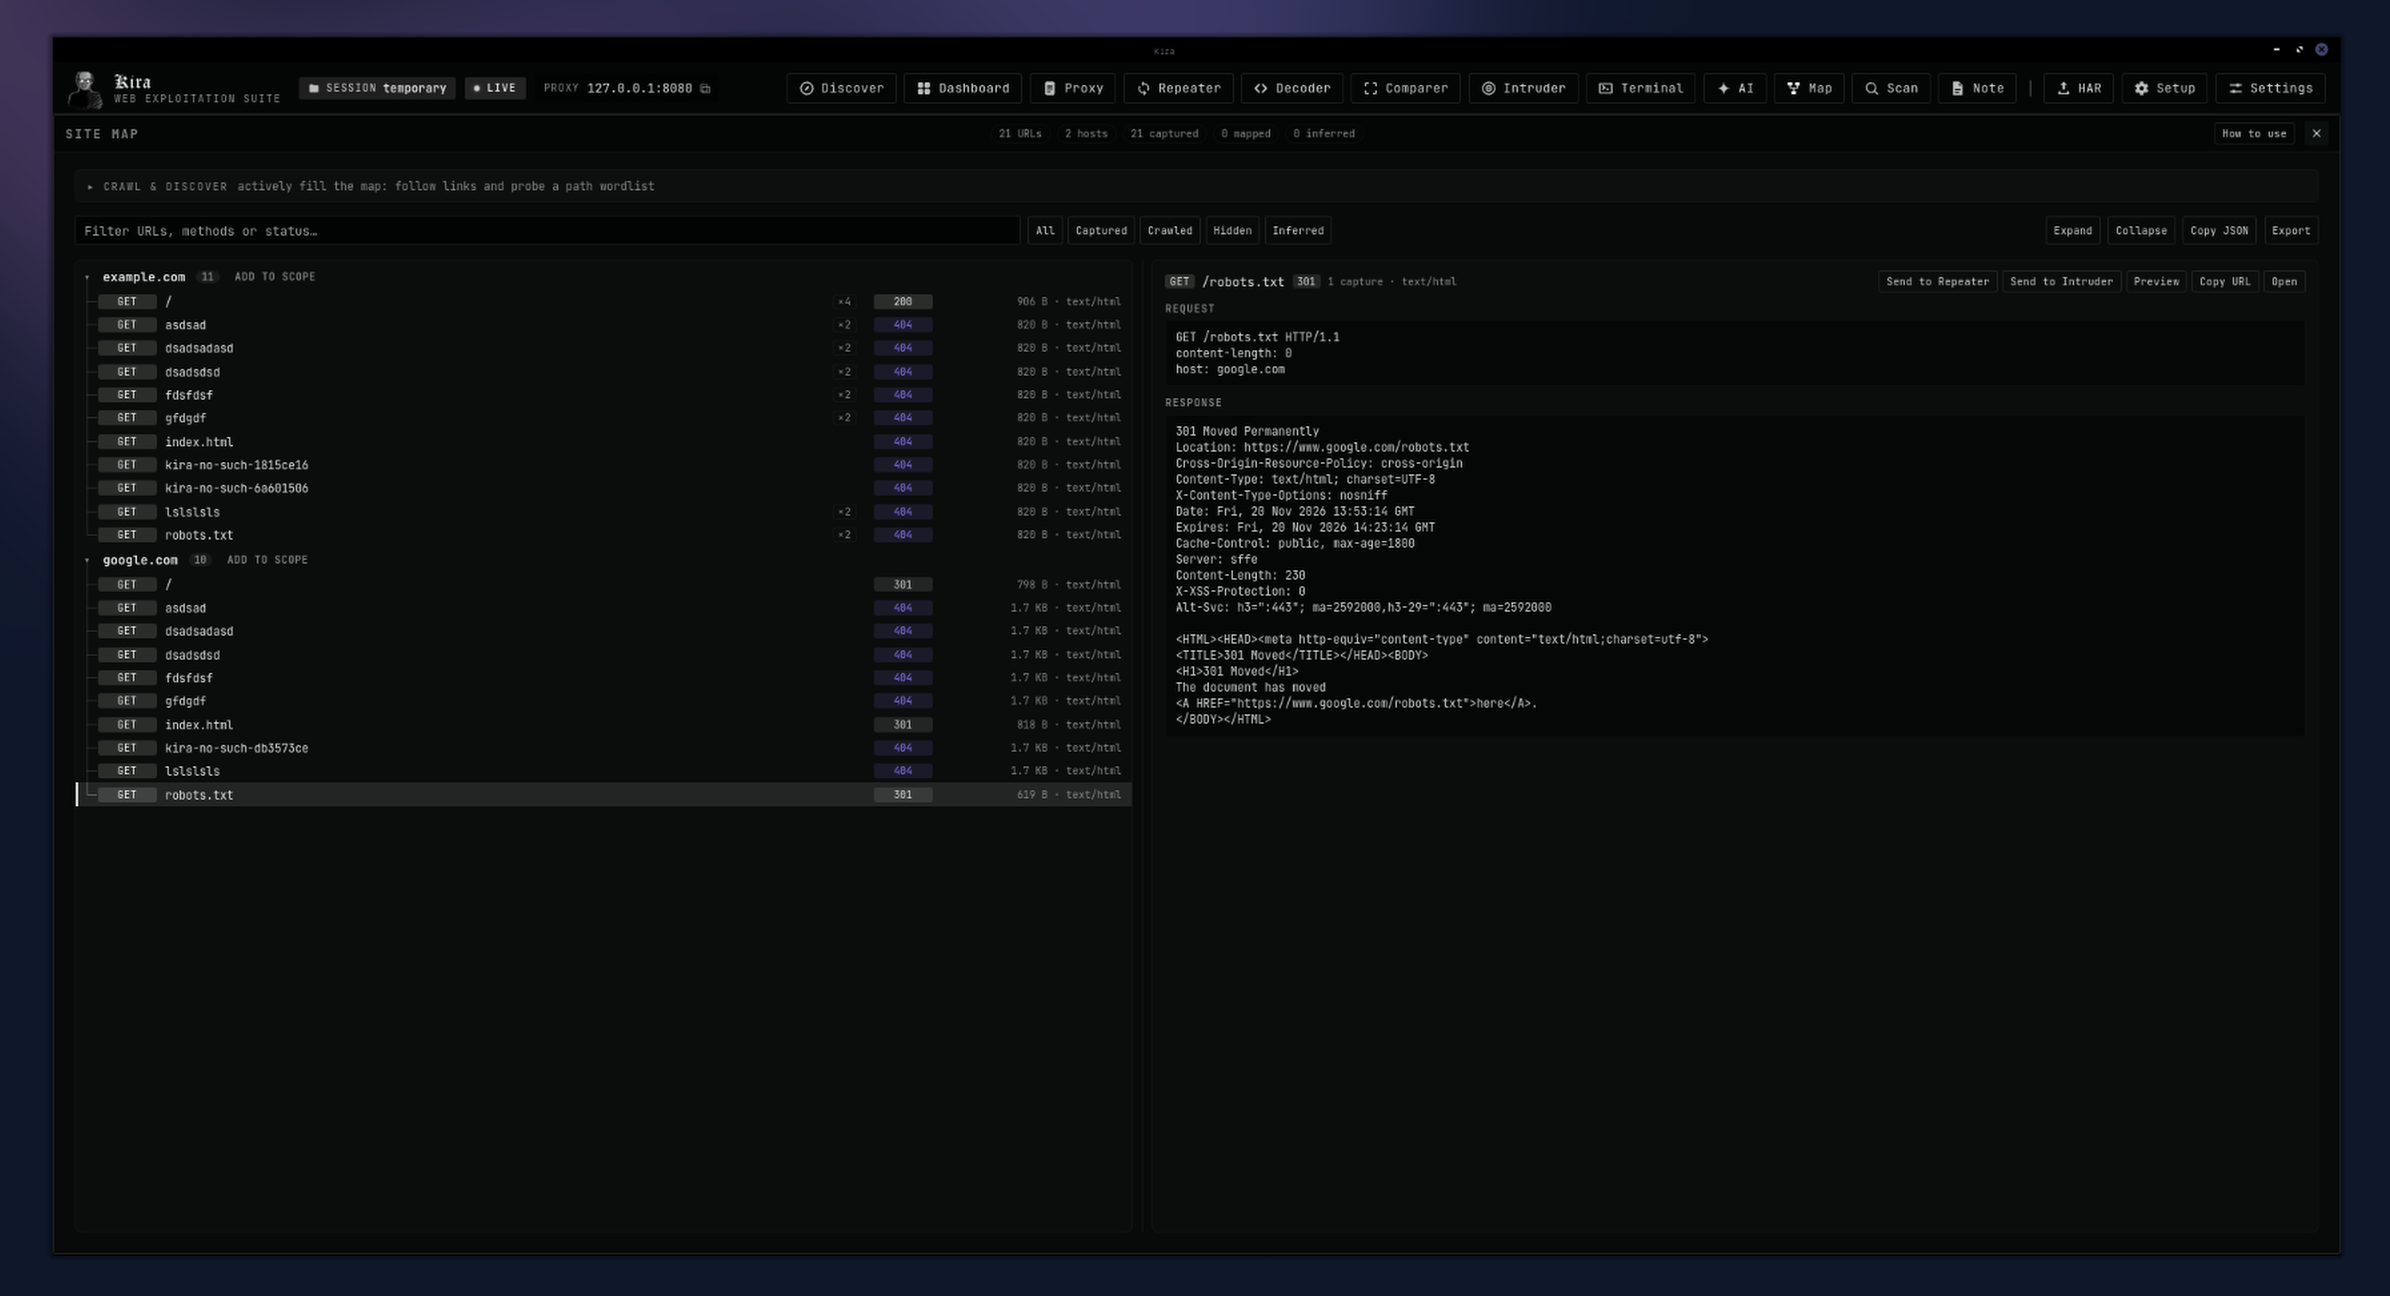 Kira
Kira
WEB EXPLOITATION SUITE
SESSION temporary
LIVE
PROXY 127.0.0.1:8080
Discover
Dashboard
Proxy
Repeater
Decoder
Comparer
Intruder
Terminal
AI
Map
Scan
Note
HAR
Setup
Settings
SITE MAP
21 URLs
2 hosts
21 captured
0 mapped
0 inferred
How to use
CRAWL & DISCOVER actively fill the map: follow links and probe a path wordlist
Filter URLs, methods or status…
All
Captured
Crawled
Hidden
Inferred
Expand
Collapse
Copy JSON
Export
example.com 11 ADD TO SCOPE
GET / ×4 200 906 B · text/html
GET asdsad ×2 404 820 B · text/html
GET dsadsadasd ×2 404 820 B · text/html
GET dsadsdsd ×2 404 820 B · text/html
GET fdsfdsf ×2 404 820 B · text/html
GET gfdgdf ×2 404 820 B · text/html
GET index.html 404 820 B · text/html
GET kira-no-such-1815ce16 404 820 B · text/html
GET kira-no-such-6a601506 404 820 B · text/html
GET lslslsls ×2 404 820 B · text/html
GET robots.txt ×2 404 820 B · text/html
google.com 10 ADD TO SCOPE
GET / 301 798 B · text/html
GET asdsad 404 1.7 KB · text/html
GET dsadsadasd 404 1.7 KB · text/html
GET dsadsdsd 404 1.7 KB · text/html
GET fdsfdsf 404 1.7 KB · text/html
GET gfdgdf 404 1.7 KB · text/html
GET index.html 301 818 B · text/html
GET kira-no-such-db3573ce 404 1.7 KB · text/html
GET lslslsls 404 1.7 KB · text/html
GET robots.txt 301 619 B · text/html
GET /robots.txt 301 1 capture · text/html
Send to Repeater
Send to Intruder
Preview
Copy URL
Open
REQUEST
GET /robots.txt HTTP/1.1
content-length: 0
host: google.com
RESPONSE
301 Moved Permanently
Location: https://www.google.com/robots.txt
Cross-Origin-Resource-Policy: cross-origin
Content-Type: text/html; charset=UTF-8
X-Content-Type-Options: nosniff
Date: Fri, 20 Nov 2026 13:53:14 GMT
Expires: Fri, 20 Nov 2026 14:23:14 GMT
Cache-Control: public, max-age=1800
Server: sffe
Content-Length: 230
X-XSS-Protection: 0
Alt-Svc: h3=":443"; ma=2592000,h3-29=":443"; ma=2592000
<HTML><HEAD><meta http-equiv="content-type" content="text/html;charset=utf-8">
<TITLE>301 Moved</TITLE></HEAD><BODY>
<H1>301 Moved</H1>
The document has moved
<A HREF="https://www.google.com/robots.txt">here</A>.
</BODY></HTML>